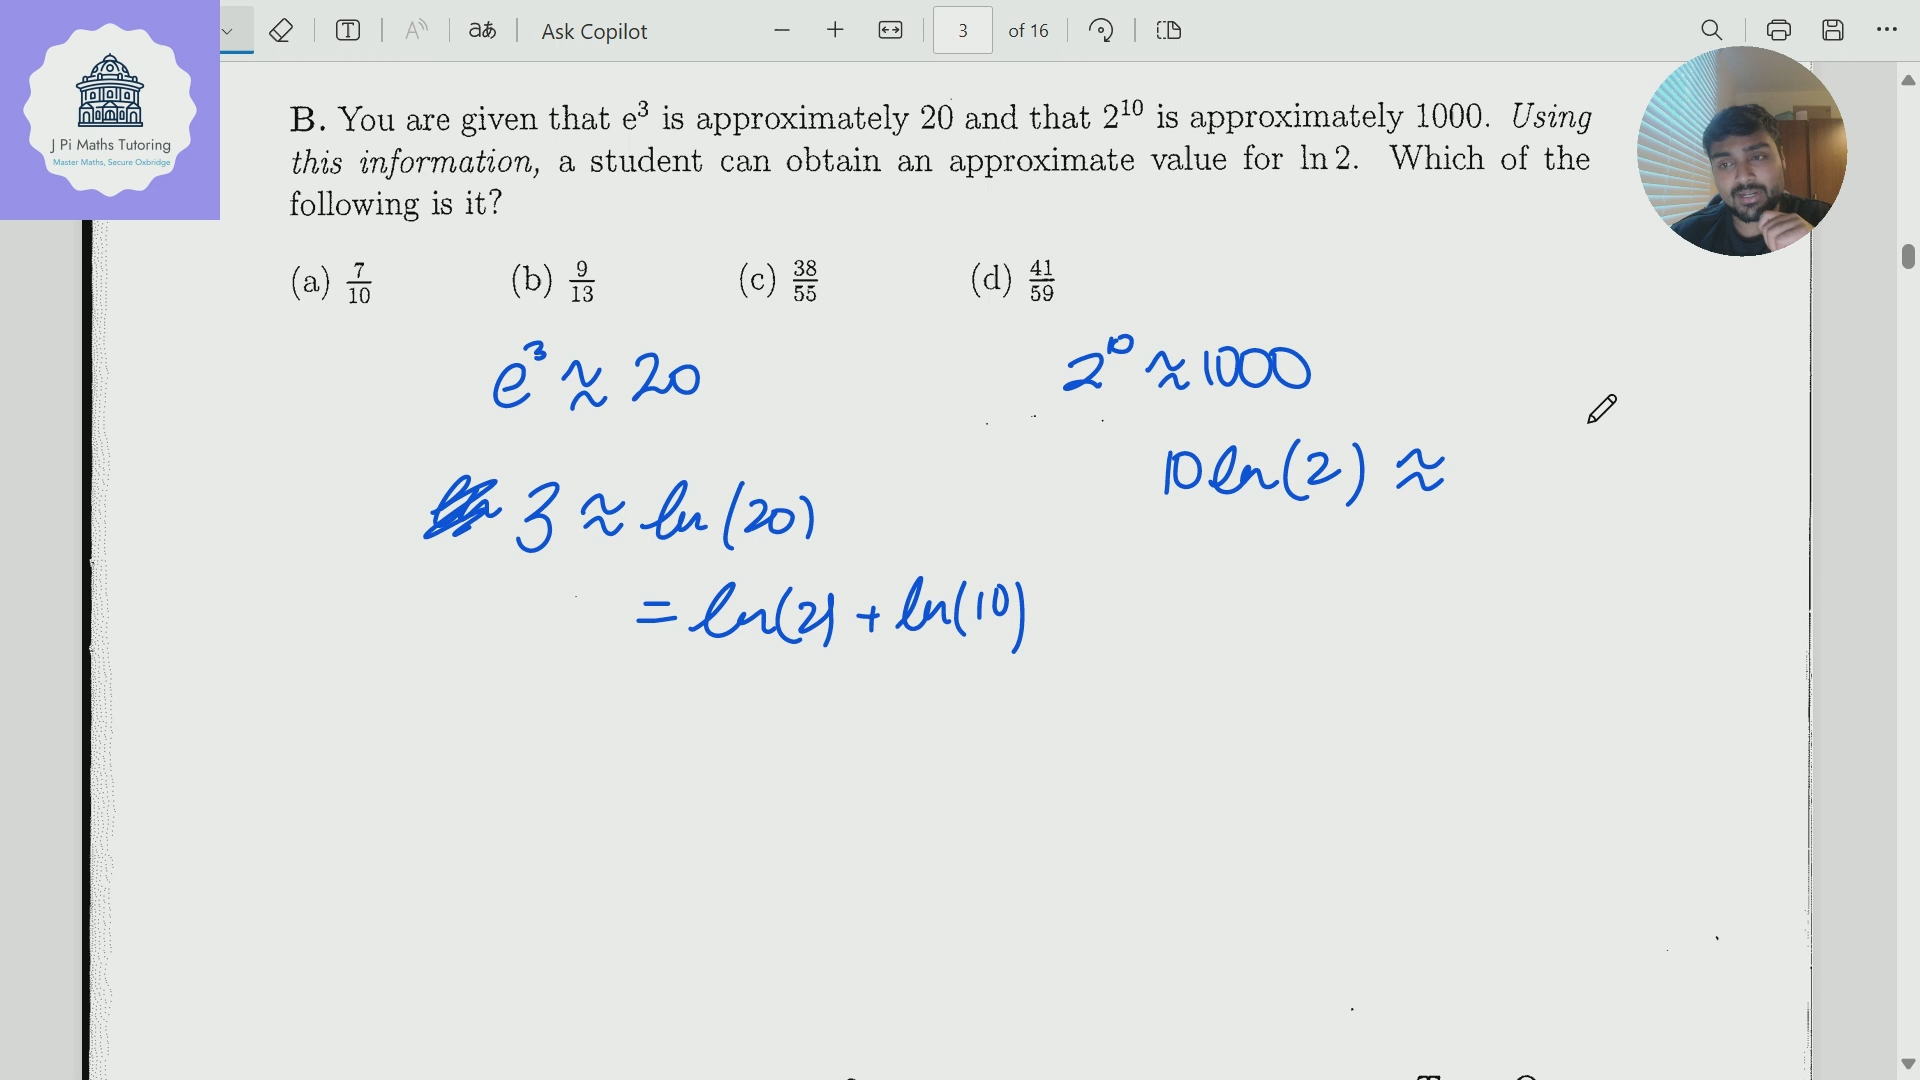 Ask Copilot
3 of 16
J Pi Maths Tutoring
Master Maths, Secure Oxbridge
B. You are given that e³ is approximately 20 and that 2¹⁰ is approximately 1000. Using
this information, a student can obtain an approximate value for ln 2. Which of the
following is it?
(a) 7/10 (b) 9/13 (c) 38/55 (d) 41/59
e³ ≈ 20
2¹⁰ ≈ 1000
10 ln(2) ≈
3 ≈ ln(20)
= ln(2) + ln(10)